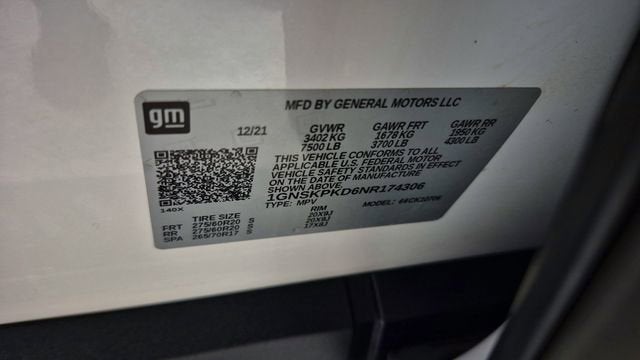 gm
MFD BY GENERAL MOTORS LLC
12/21 GVWR GAWR FRT GAWR RR
3402 KG 1678 KG 1950 KG
7500 LB 3700 LB 4300 LB
THIS VEHICLE CONFORMS TO ALL
APPLICABLE U.S. FEDERAL MOTOR
VEHICLE SAFETY STANDARDS IN
EFFECT ON THE DATE OF MANUFACTURE
SHOWN ABOVE.
1GNSKPKD6NR174306
140X TYPE: MPV MODEL:
TIRE SIZE RIM
FRT 275/60R20 S 20X9J
RR 275/60R20 S 20X9J
SPA 265/70R17 S 17X8J